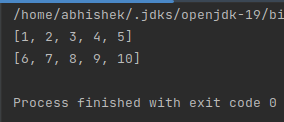 /home/abhishek/.jdks/openjdk-19/bi
[1, 2, 3, 4, 5]
[6, 7, 8, 9, 10]
Process finished with exit code 0